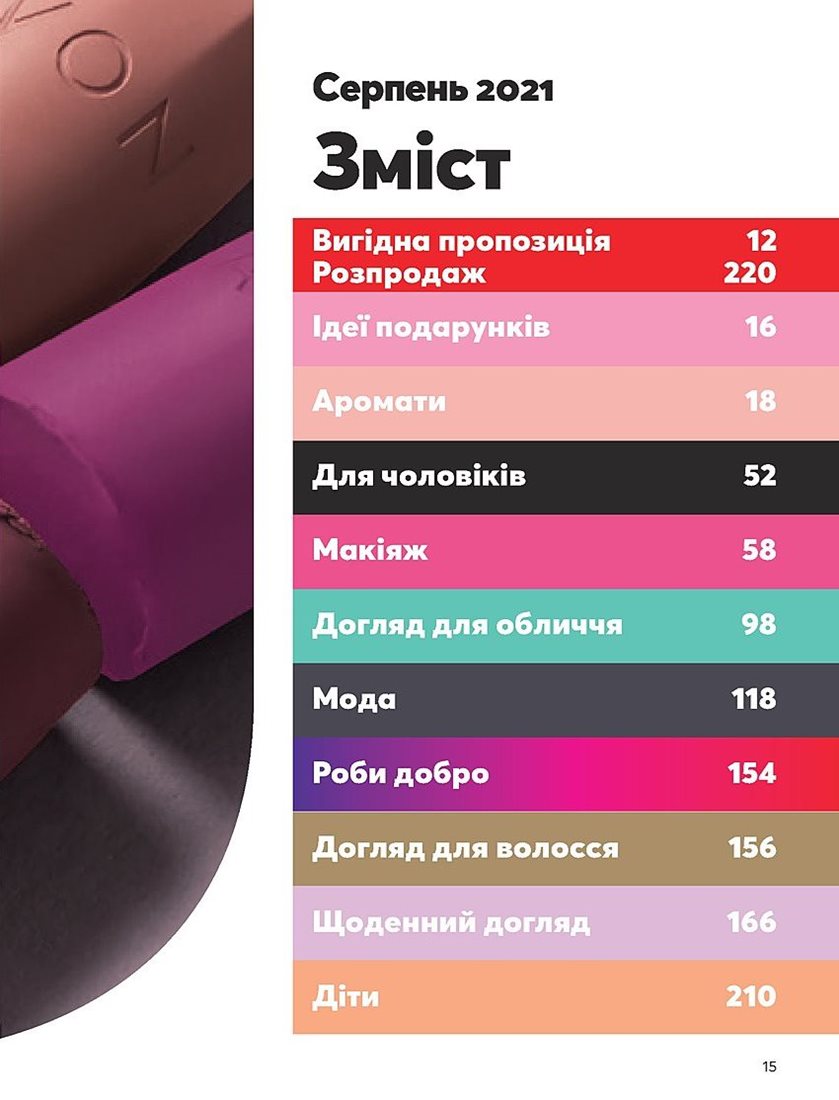 Серпень 2021
Зміст
Вигідна пропозиція 12
Розпродаж 220
Ідеї подарунків 16
Аромати 18
Для чоловіків 52
Макіяж 58
Догляд для обличчя 98
Мода 118
Роби добро 154
Догляд для волосся 156
Щоденний догляд 166
Діти 210
15